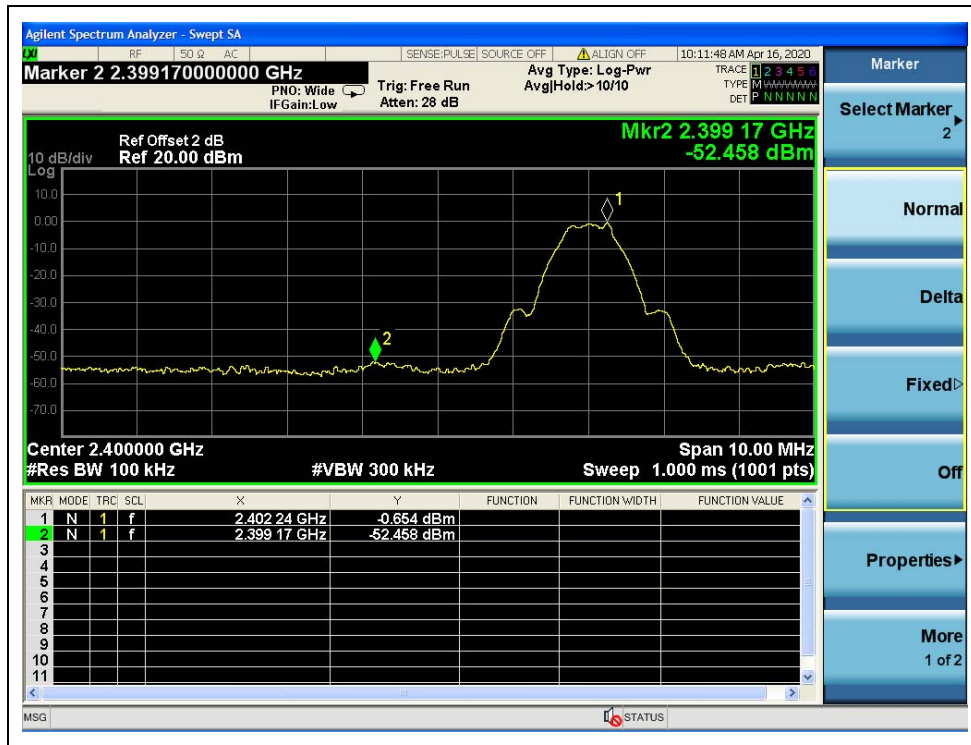 Agilent Spectrum Analyzer - Swept SA
LXI RF 50 Ω AC SENSE:PULSE SOURCE OFF ⚠ ALIGN OFF 10:11:48 AM Apr 16, 2020
Marker 2 2.399170000000 GHz
PNO: Wide
IFGain:Low
Trig: Free Run
Atten: 28 dB
Avg Type: Log-Pwr
Avg|Hold:>10/10
TRACE 1 2 3 4 5 6
TYPE M
DET P N N N N N
Mkr2 2.399 17 GHz
-52.458 dBm
Ref Offset 2 dB
10 dB/div Ref 20.00 dBm
Log
10.0
0.00
-10.0
-20.0
-30.0
-40.0
-50.0
-60.0
-70.0
1
2
Center 2.400000 GHz Span 10.00 MHz
#Res BW 100 kHz #VBW 300 kHz Sweep 1.000 ms (1001 pts)
MKR MODE TRC SCL X Y FUNCTION FUNCTION WIDTH FUNCTION VALUE
1 N 1 f 2.402 24 GHz -0.654 dBm
2 N 1 f 2.399 17 GHz -52.458 dBm
3
4
5
6
7
8
9
10
11
MSG STATUS
Marker
Select Marker
2
Normal
Delta
Fixed
Off
Properties
More
1 of 2